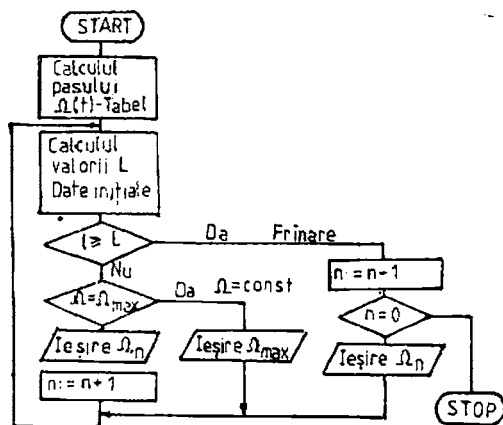 START
Calculul
pasului
Ω(t)-Tabel
Calculul
valorii L
Date inițiale
l ≥ L
Da Frînare
Nu
n:=n-1
Ω=Ωmax
Da Ω=const
n=0
Ieșire Ωn
Ieșire Ωmax
Ieșire Ωn
n:=n+1
STOP